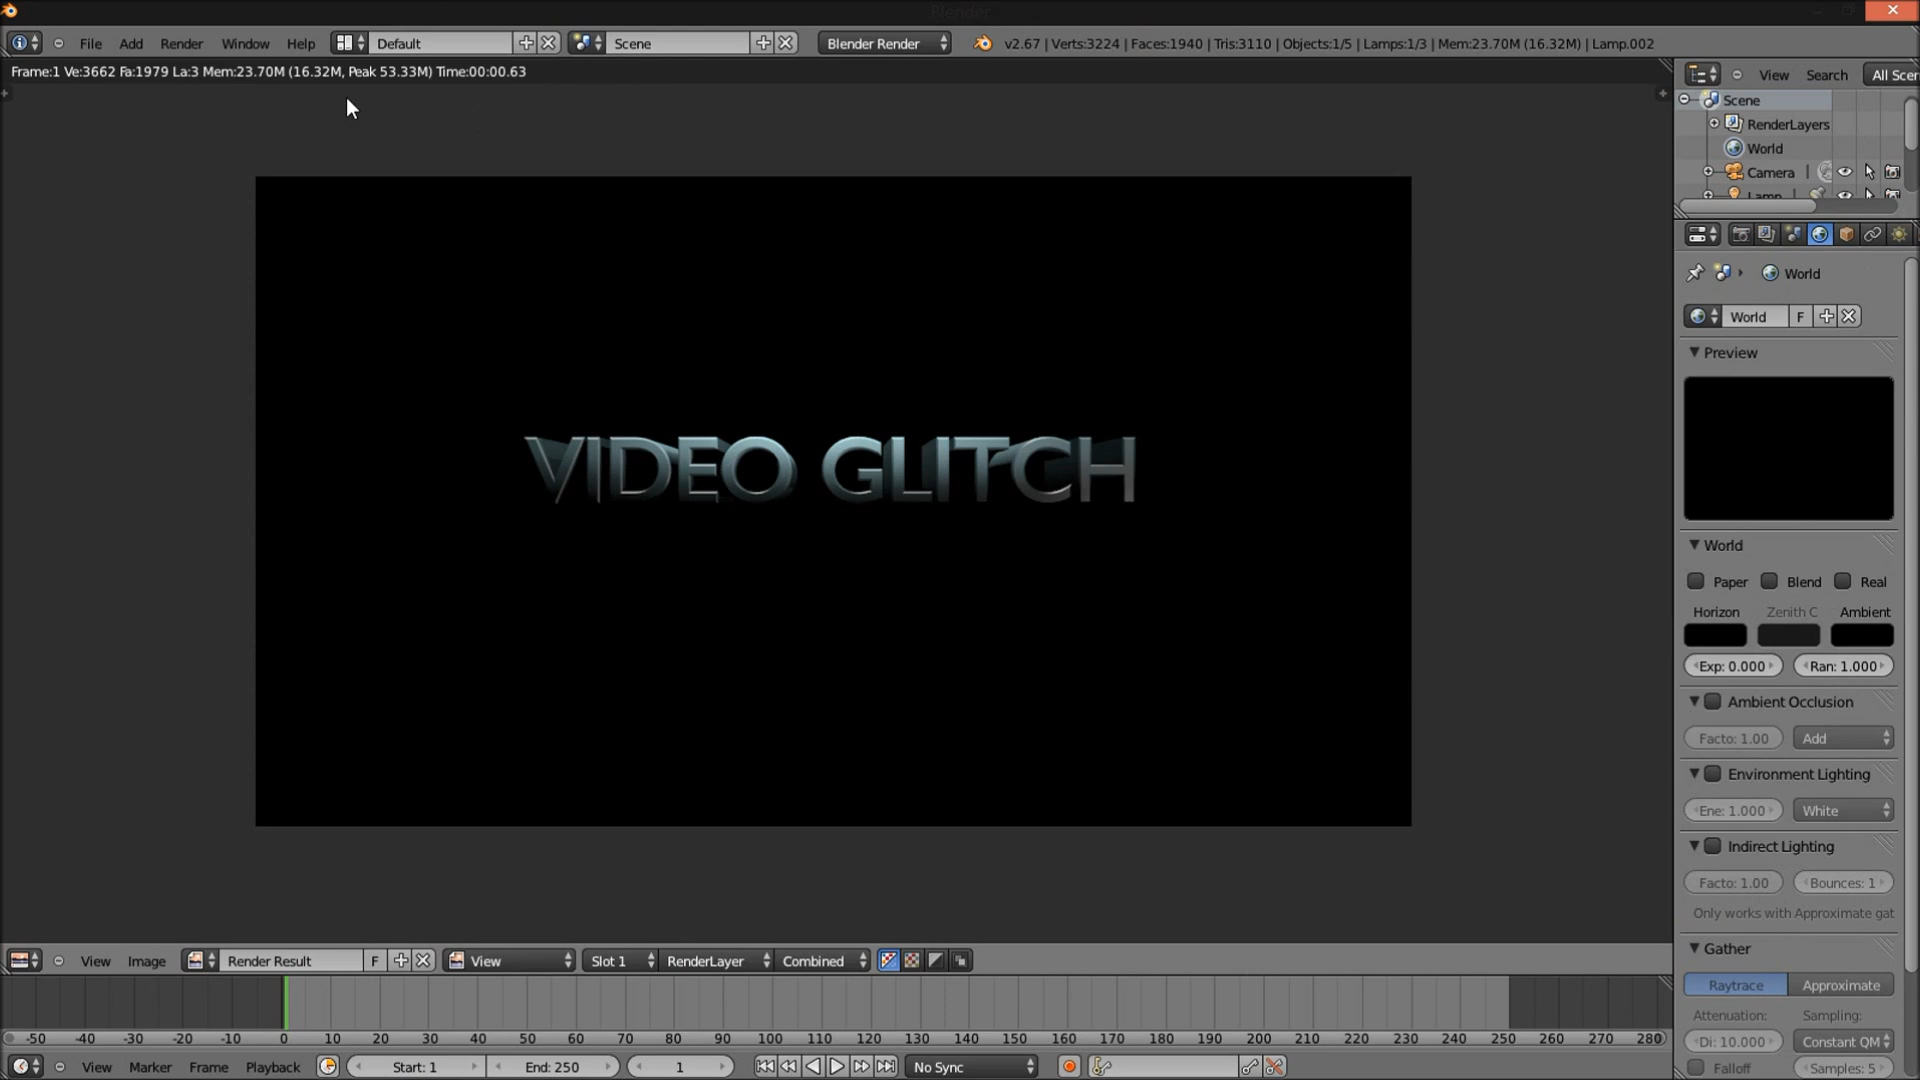 Blender
File Add Render Window Help Default Scene Blender Render v2.67 | Verts:3224 | Faces:1940 | Tris:3110 | Objects:1/5 | Lamps:1/3 | Mem:23.70M (16.32M) | Lamp.002
Frame:1 Ve:3662 Fa:1979 La:3 Mem:23.70M (16.32M, Peak 53.33M) Time:00:00.63
View Search All Scen
Scene
RenderLayers
World
Camera
Lamp
World
World F
Preview
World
Paper Blend Real
Horizon Zenith C Ambient
Exp: 0.000 Ran: 1.000
Ambient Occlusion
Facto: 1.00 Add
Environment Lighting
Ene: 1.000 White
Indirect Lighting
Facto: 1.00 Bounces: 1
Only works with Approximate gat
Gather
Raytrace Approximate
Attenuation: Sampling:
Di: 10.000 Constant QM
Falloff Samples: 5
VIDEO GLITCH
View Image Render Result F View Slot 1 RenderLayer Combined
-50 -40 -30 -20 -10 0 10 20 30 40 50 60 70 80 90 100 110 120 130 140 150 160 170 180 190 200 210 220 230 240 250 260 270 280
View Marker Frame Playback Start: 1 End: 250 1 No Sync